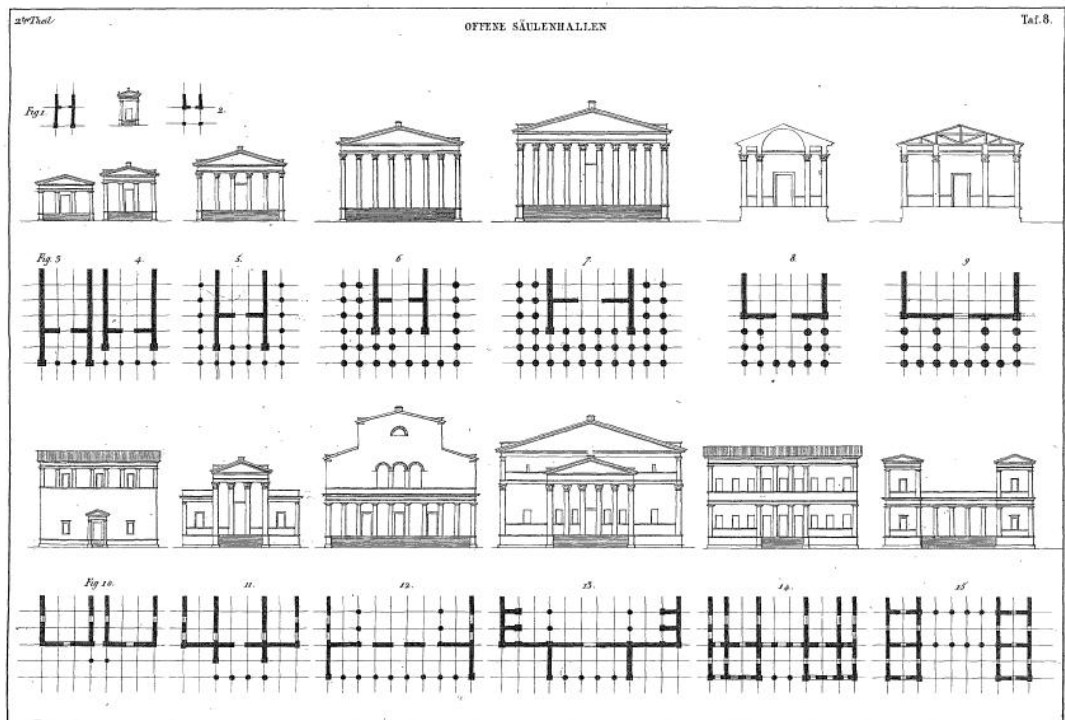 2ter Theil
OFFENE SÄULENHALLEN
Taf. 8.
Fig 1.
2.
Fig. 3
4.
5.
6
7.
8.
9
Fig 10.
11.
12.
13.
14.
15